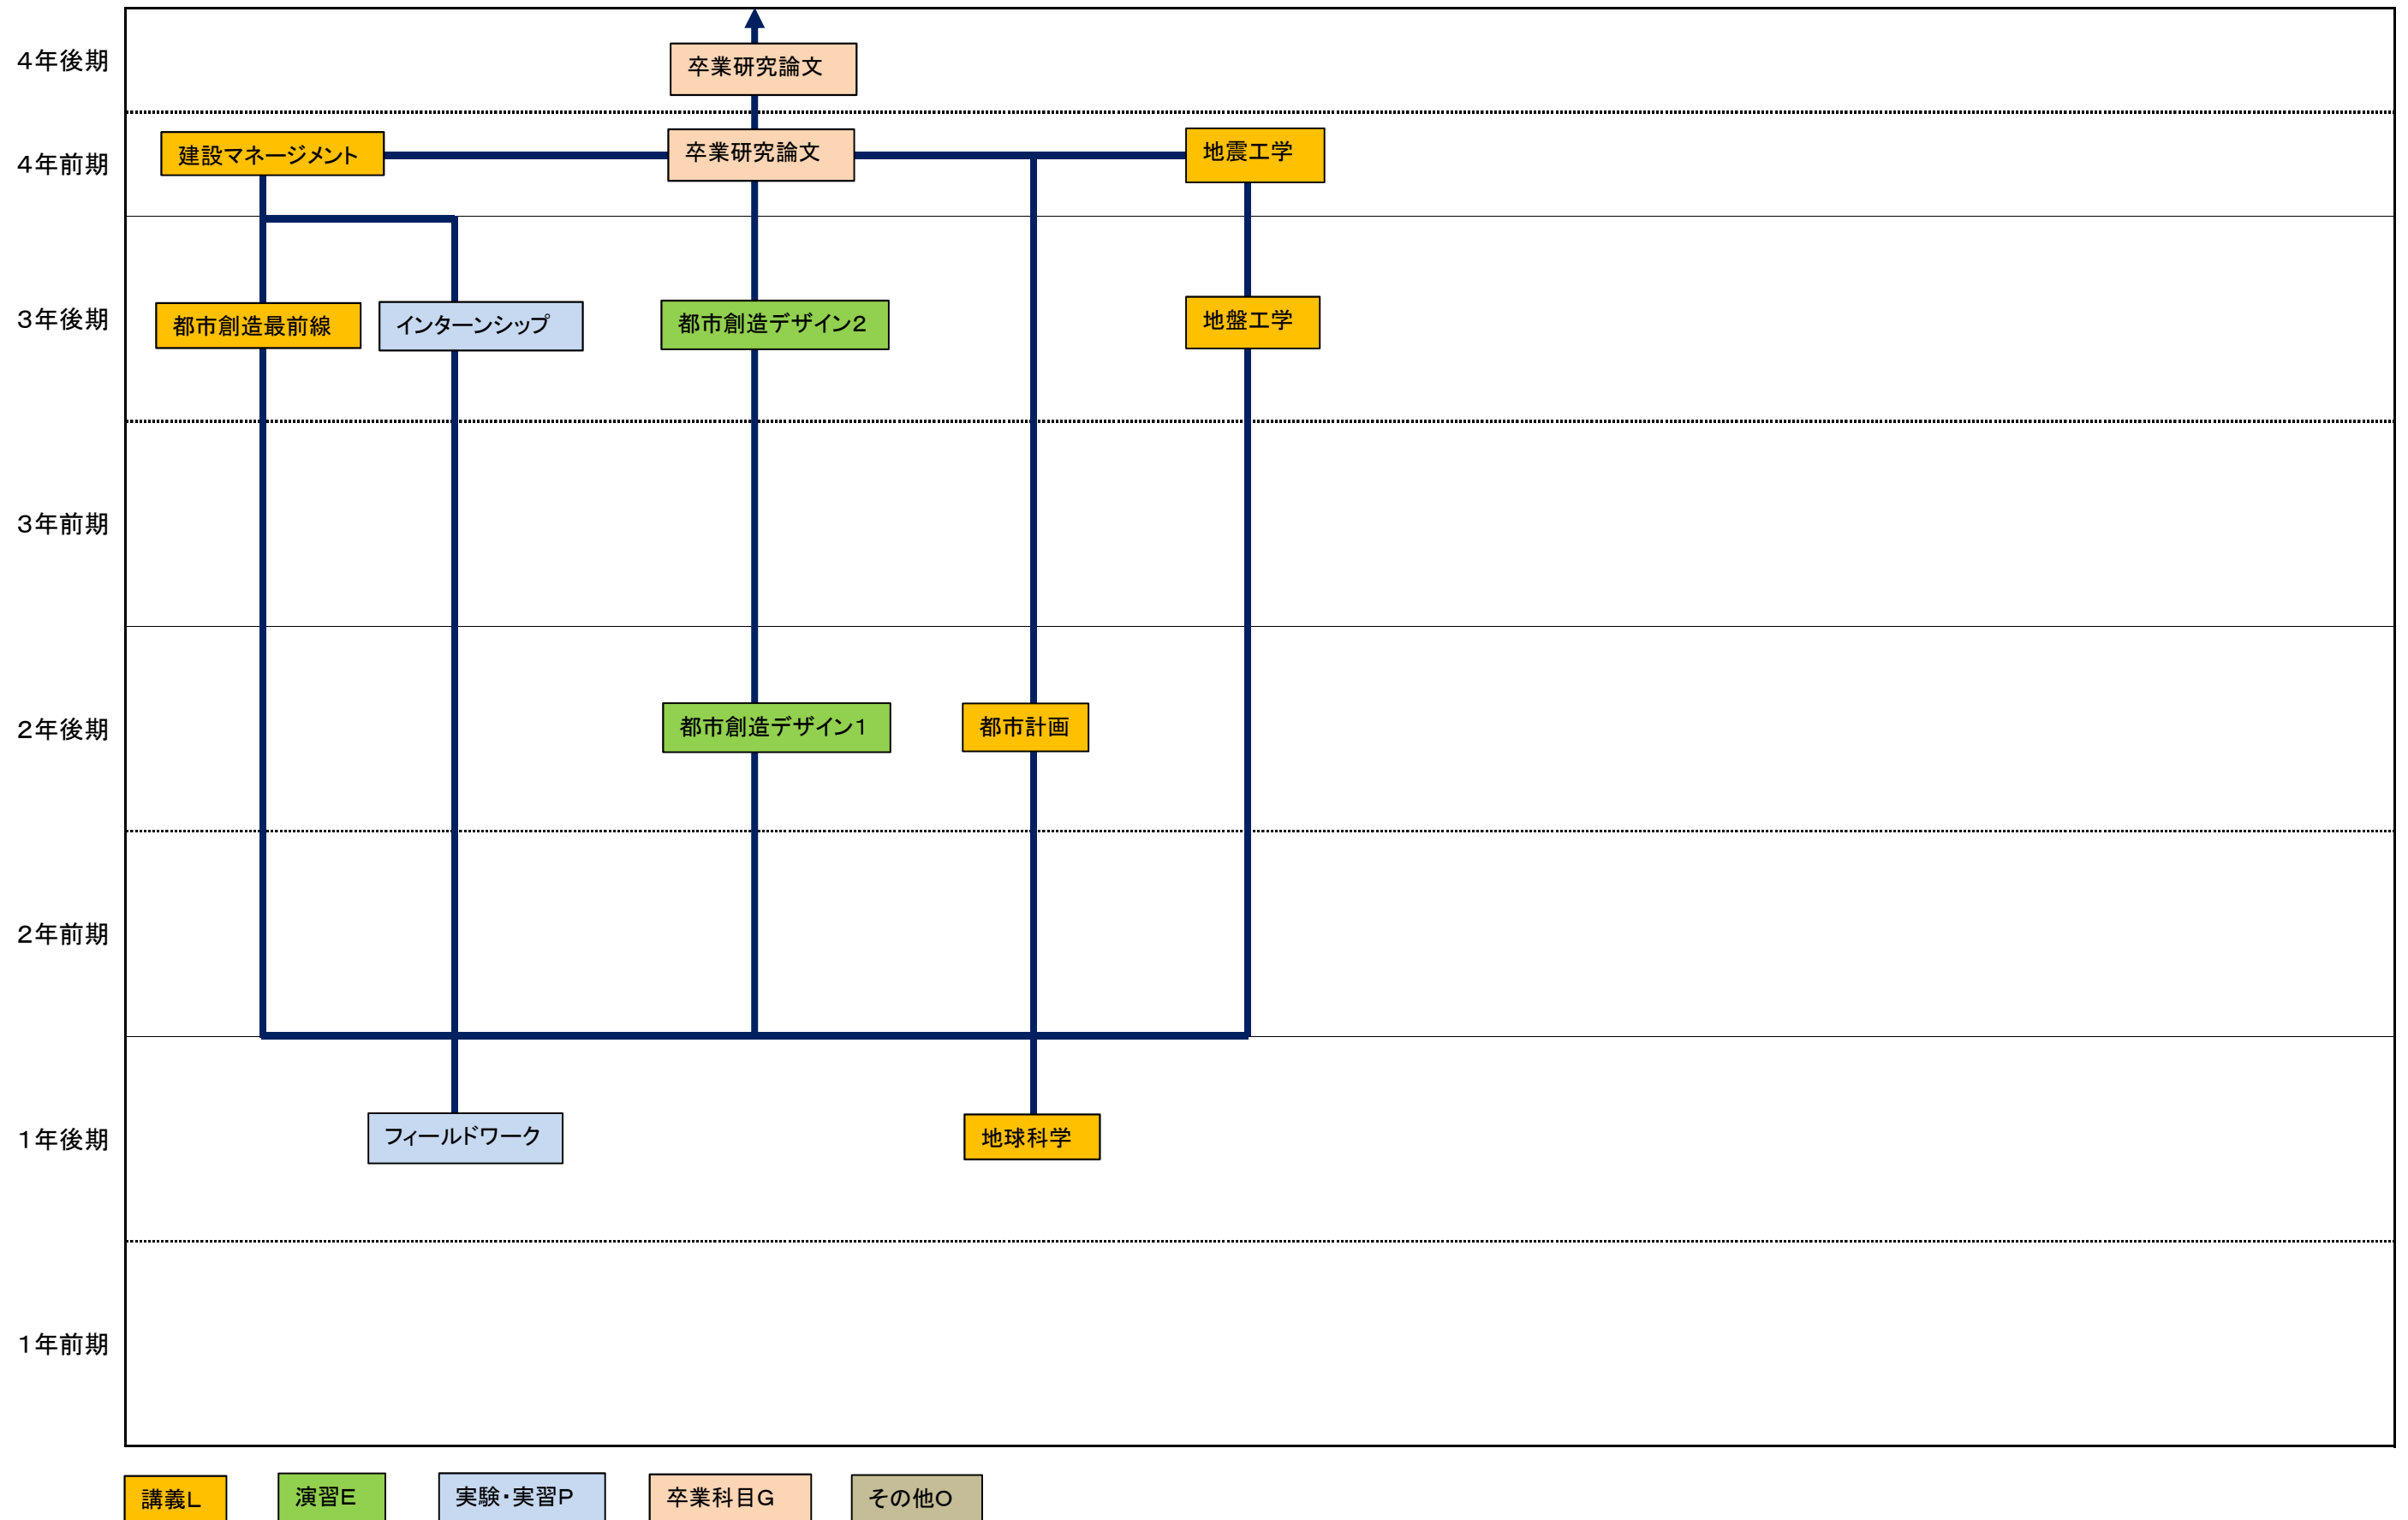 ４年後期
卒業研究論文
４年前期
建設マネージメント
卒業研究論文
地震工学
３年後期
都市創造最前線
インターンシップ
都市創造デザイン２
地盤工学
３年前期
２年後期
都市創造デザイン１
都市計画
２年前期
１年後期
フィールドワーク
地球科学
１年前期
講義Ｌ
演習Ｅ
実験・実習Ｐ
卒業科目Ｇ
その他Ｏ